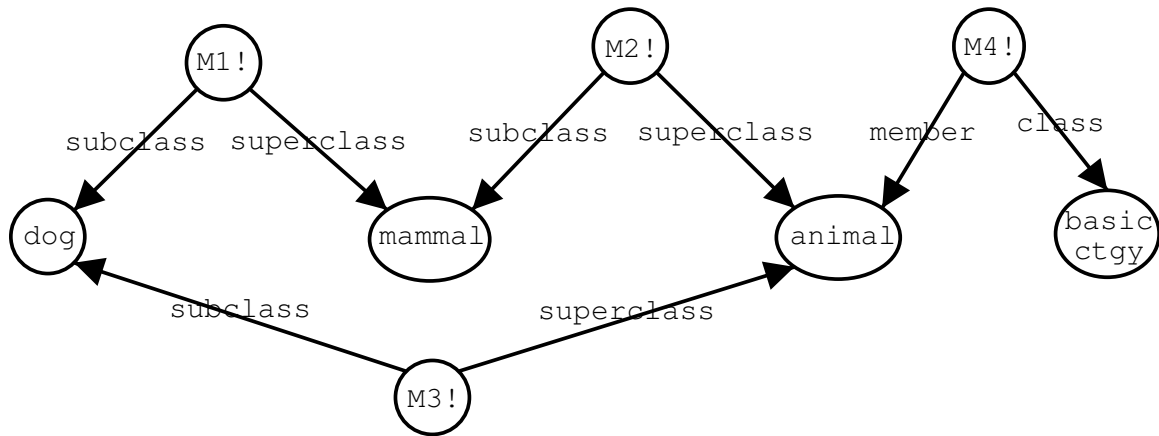 M1!
M2!
M4!
subclass
superclass
subclass
superclass
member
class
dog
mammal
animal
basic
ctgy
subclass
superclass
M3!